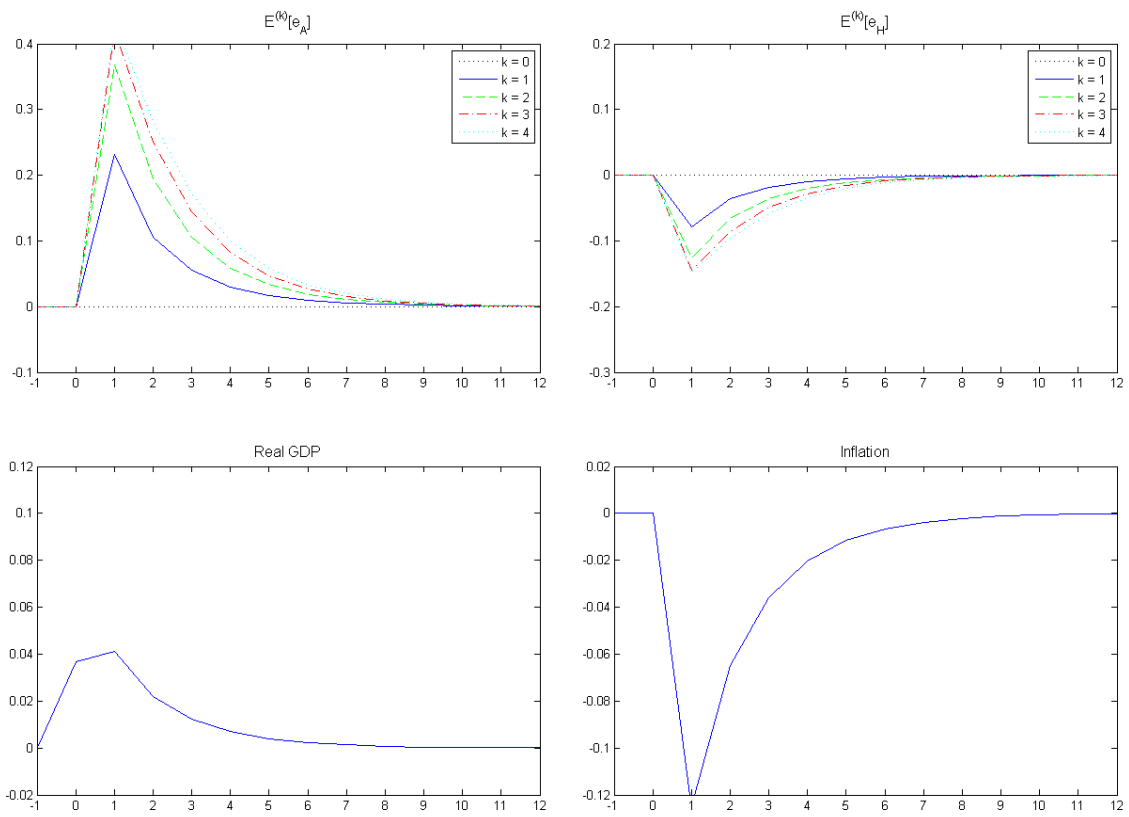 E^(k)[e_A]
0.4
0.3
0.2
0.1
0
-0.1
-1 0 1 2 3 4 5 6 7 8 9 10 11 12
k = 0
k = 1
k = 2
k = 3
k = 4
E^(k)[e_H]
0.2
0.1
0
-0.1
-0.2
-0.3
-1 0 1 2 3 4 5 6 7 8 9 10 11 12
k = 0
k = 1
k = 2
k = 3
k = 4
Real GDP
0.12
0.1
0.08
0.06
0.04
0.02
0
-0.02
-1 0 1 2 3 4 5 6 7 8 9 10 11 12
Inflation
0.02
0
-0.02
-0.04
-0.06
-0.08
-0.1
-0.12
-1 0 1 2 3 4 5 6 7 8 9 10 11 12